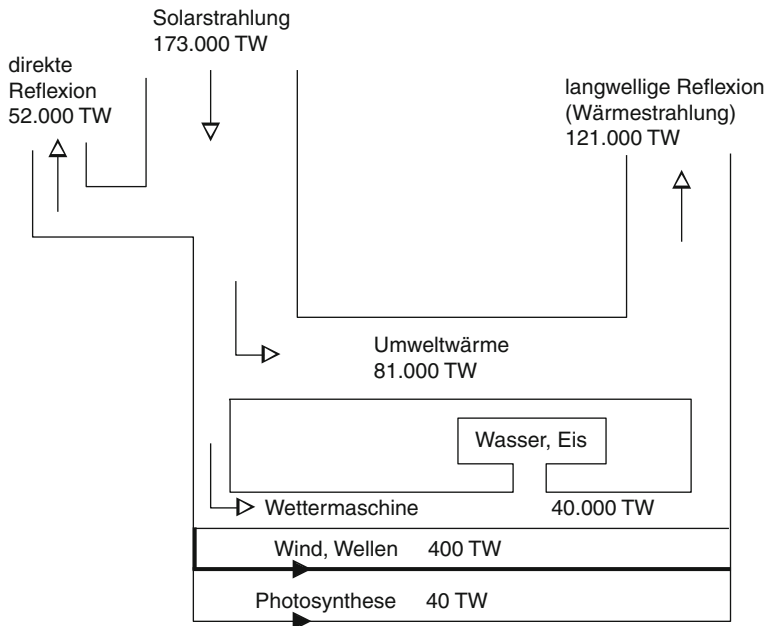 Solarstrahlung
173.000 TW
direkte
Reflexion
52.000 TW
langwellige Reflexion
(Wärmestrahlung)
121.000 TW
Umweltwärme
81.000 TW
Wasser, Eis
Wettermaschine 40.000 TW
Wind, Wellen 400 TW
Photosynthese 40 TW